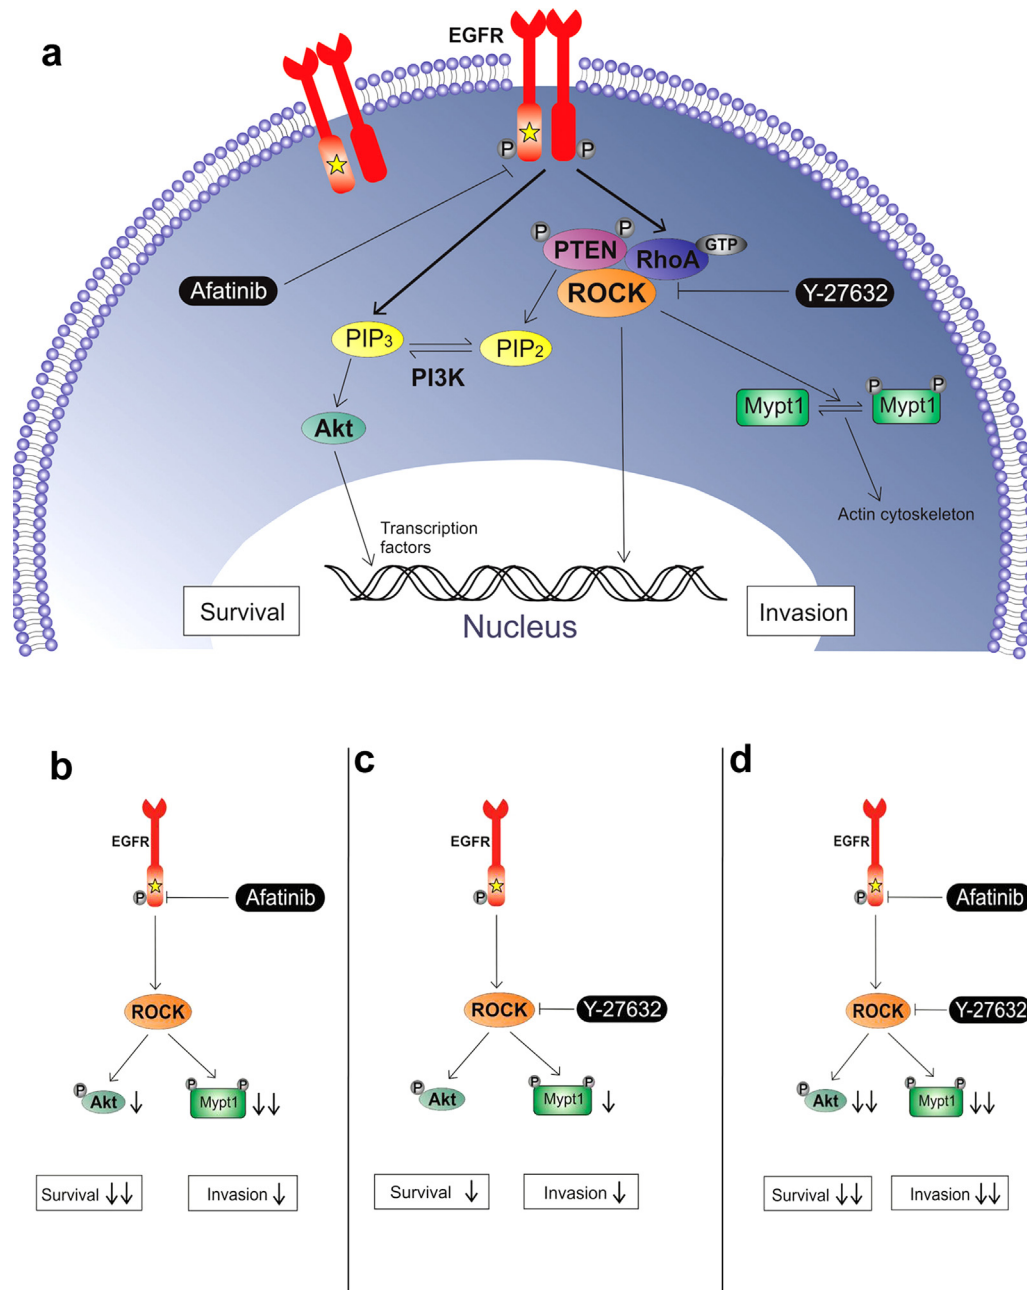 a
EGFR
P
P
P
P
PTEN
RhoA
GTP
ROCK
Afatinib
Y-27632
PIP3
PIP2
PI3K
Akt
P
P
Mypt1
Mypt1
Actin cytoskeleton
Transcription
factors
Survival
Invasion
Nucleus
b
EGFR
P
Afatinib
ROCK
P
Akt
P
P
Mypt1
Survival
Invasion
c
EGFR
P
ROCK
Y-27632
P
Akt
P
P
Mypt1
Survival
Invasion
d
EGFR
P
Afatinib
ROCK
Y-27632
P
Akt
P
P
Mypt1
Survival
Invasion